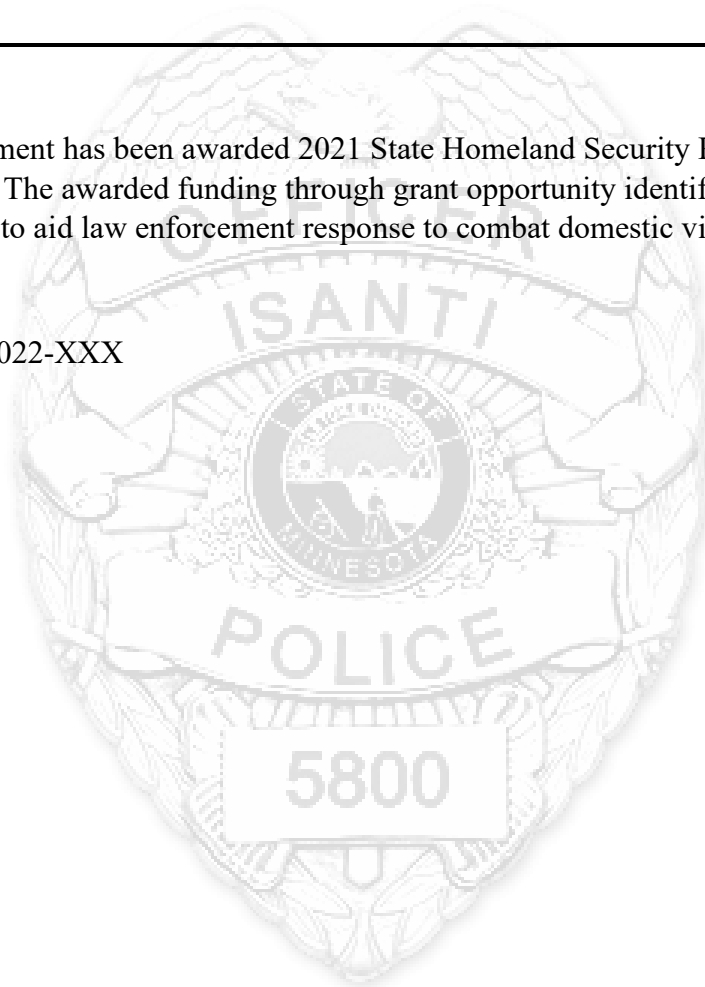 ment has been awarded 2021 State Homeland Security
The awarded funding through grant opportunity identif
to aid law enforcement response to combat domestic vi
022-XXX
OFFICER
ISANTI
STATE OF
MINNESOTA
POLICE
5800